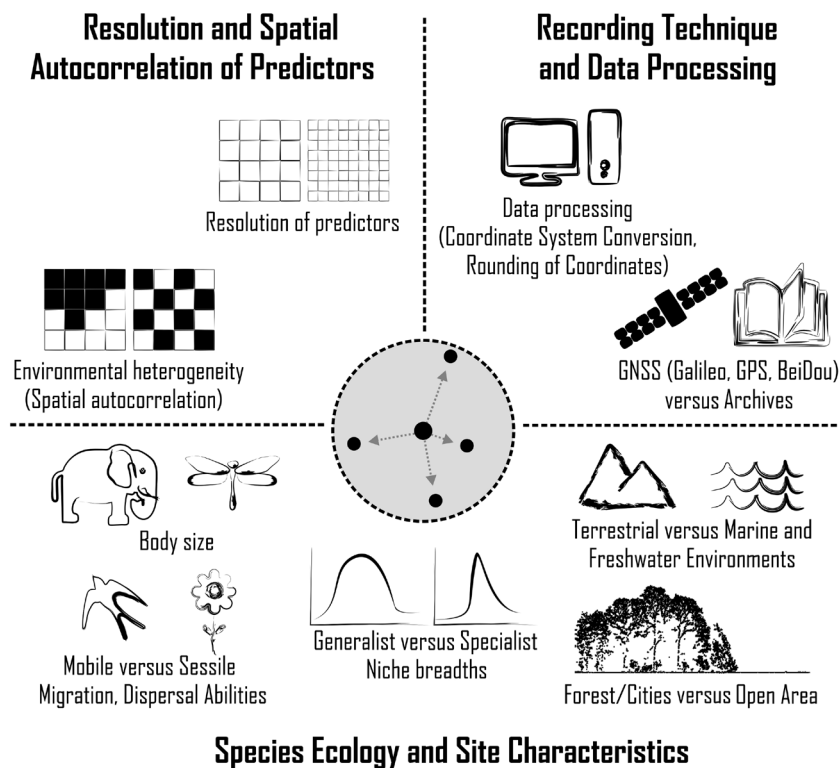 Resolution and Spatial
Autocorrelation of Predictors
Recording Technique
and Data Processing
Resolution of predictors
Data processing
(Coordinate System Conversion,
Rounding of Coordinates)
Environmental heterogeneity
(Spatial autocorrelation)
GNSS (Galileo, GPS, BeiDou)
versus Archives
Body size
Terrestrial versus Marine and
Freshwater Environments
Mobile versus Sessile
Migration, Dispersal Abilities
Generalist versus Specialist
Niche breadths
Forest/Cities versus Open Area
Species Ecology and Site Characteristics